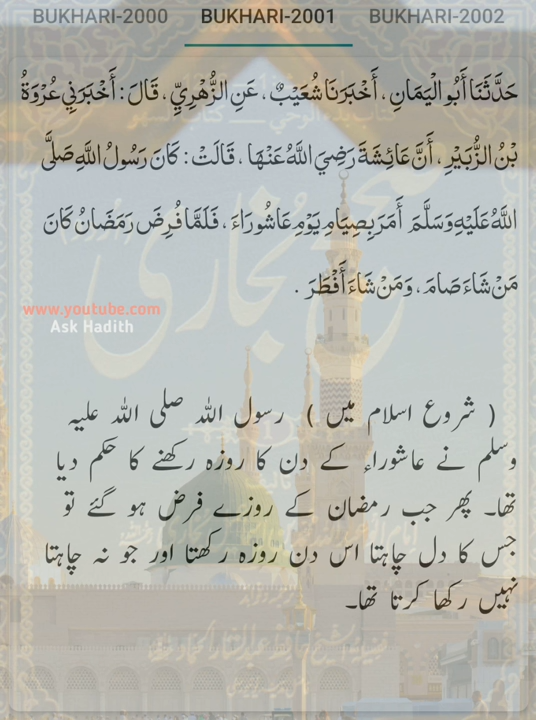 BUKHARI-2000 BUKHARI-2001 BUKHARI-2002
حَدَّثَنَا أَبُو الْيَمَانِ ، أَخْبَرَنَا شُعَيْبٌ ، عَنِ الزُّهْرِيِّ ، قَالَ : أَخْبَرَنِي عُرْوَةُ
بْنُ الزُّبَيْرِ ، أَنَّ عَائِشَةَ رَضِيَ اللَّهُ عَنْهَا ، قَالَتْ : كَانَ رَسُولُ اللَّهِ صَلَّى
اللَّهُ عَلَيْهِ وَسَلَّمَ أَمَرَ بِصِيَامِ يَوْمِ عَاشُورَاءَ ، فَلَمَّا فُرِضَ رَمَضَانُ كَانَ
مَنْ شَاءَ صَامَ ، وَمَنْ شَاءَ أَفْطَرَ .
www.youtube.com
Ask Hadith
( شروع اسلام میں ) رسول اللہ صلی اللہ علیہ
وسلم نے عاشوراء کے دن کا روزہ رکھنے کا حکم دیا
تھا۔ پھر جب رمضان کے روزے فرض ہو گئے تو
جس کا دل چاہتا اس دن روزہ رکھتا اور جو نہ چاہتا
نہیں رکھا کرتا تھا۔